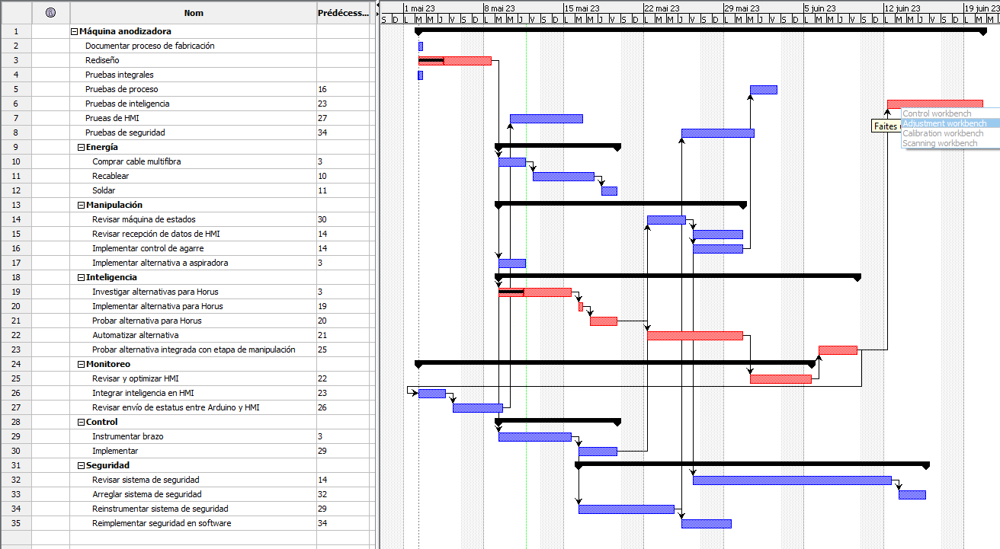 Nom Prédécess...
1 mai 23 8 mai 23 15 mai 23 22 mai 23 29 mai 23 5 juin 23 12 juin 23 19 juin 23
S D L M M J V S D L M M J V S D L M M J V S D L M M J V S D L M M J V S D L M M J V S D L M M J V S D L M M
1 Máquina anodizadora
2 Documentar proceso de fabricación
3 Rediseño
4 Pruebas integrales
5 Pruebas de proceso 16
6 Pruebas de inteligencia 23
7 Prueas de HMI 27
8 Pruebas de seguridad 34
9 Energía
10 Comprar cable multifibra 3
11 Recablear 10
12 Soldar 11
13 Manipulación
14 Revisar máquina de estados 30
15 Revisar recepción de datos de HMI 14
16 Implementar control de agarre 14
17 Implementar alternativa a aspiradora 3
18 Inteligencia
19 Investigar alternativas para Horus 3
20 Implementar alternativa para Horus 19
21 Probar alternativa para Horus 20
22 Automatizar alternativa 21
23 Probar alternativa integrada con etapa de manipulación 25
24 Monitoreo
25 Revisar y optimizar HMI 22
26 Integrar inteligencia en HMI 23
27 Revisar envío de estatus entre Arduino y HMI 26
28 Control
29 Instrumentar brazo 3
30 Implementar 29
31 Seguridad
32 Revisar sistema de seguridad 14
33 Arreglar sistema de seguridad 32
34 Reinstrumentar sistema de seguridad 29
35 Reimplementar seguridad en software 34
Faites
Control workbench
Adjustment workbench
Calibration workbench
Scanning workbench